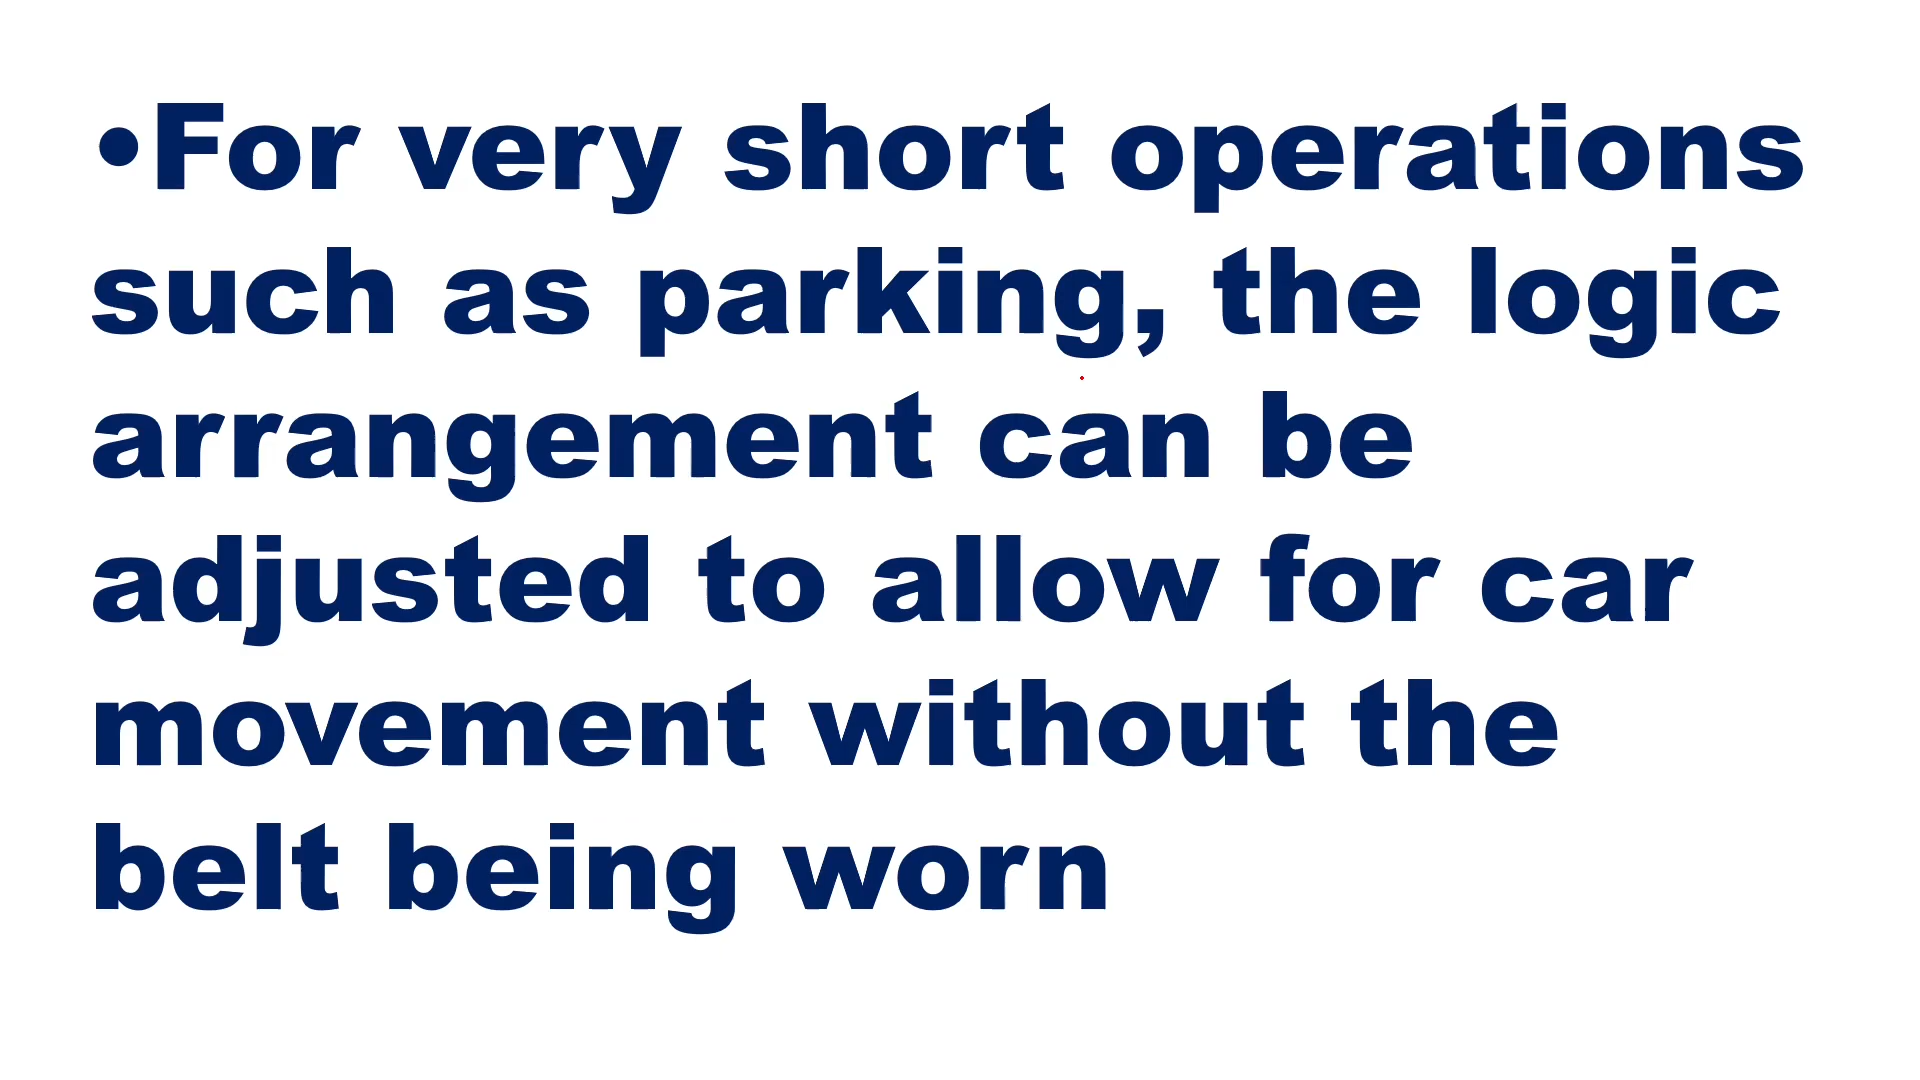 •For very short operations
such as parking, the logic
arrangement can be
adjusted to allow for car
movement without the
belt being worn